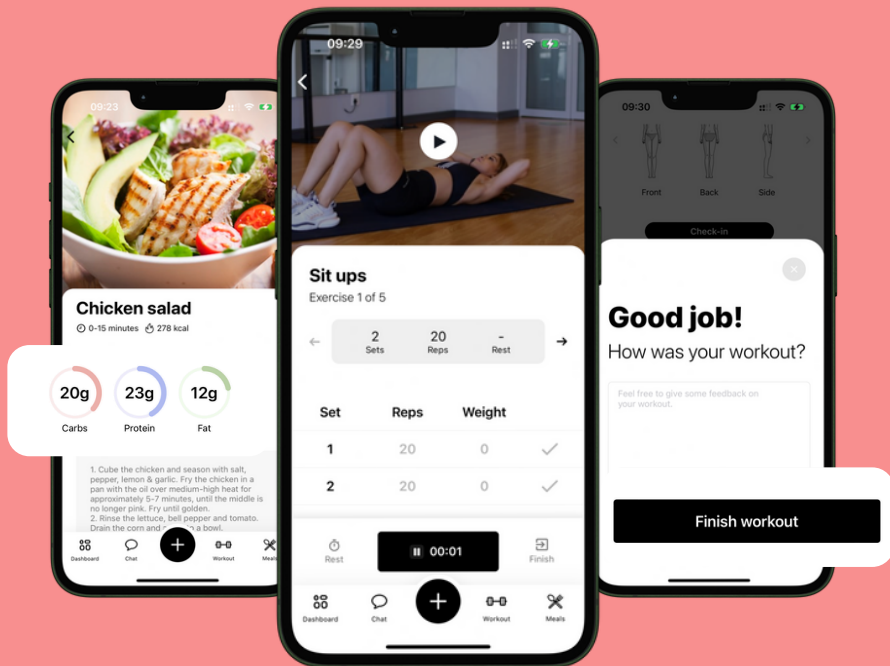 09:23
Chicken salad
0-15 minutes 278 kcal
20g 23g 12g
Carbs Protein Fat
1. Cube the chicken and season with salt,
pepper, lemon & garlic. Fry the chicken in a
pan with the oil over medium-high heat for
approximately 5-7 minutes, until the middle is
no longer pink. Fry until golden.
2. Rinse the lettuce, bell pepper and tomato.
Drain the corn and in a bowl.
Dashboard Chat Workout Meals
09:29
Sit ups
Exercise 1 of 5
2 20 -
Sets Reps Rest
Set Reps Weight
1 20 0
2 20 0
Rest 00:01 Finish
Dashboard Chat Workout Meals
09:30
Front Back Side
Check-in
Good job!
How was your workout?
Feel free to give some feedback on
your workout.
Finish workout